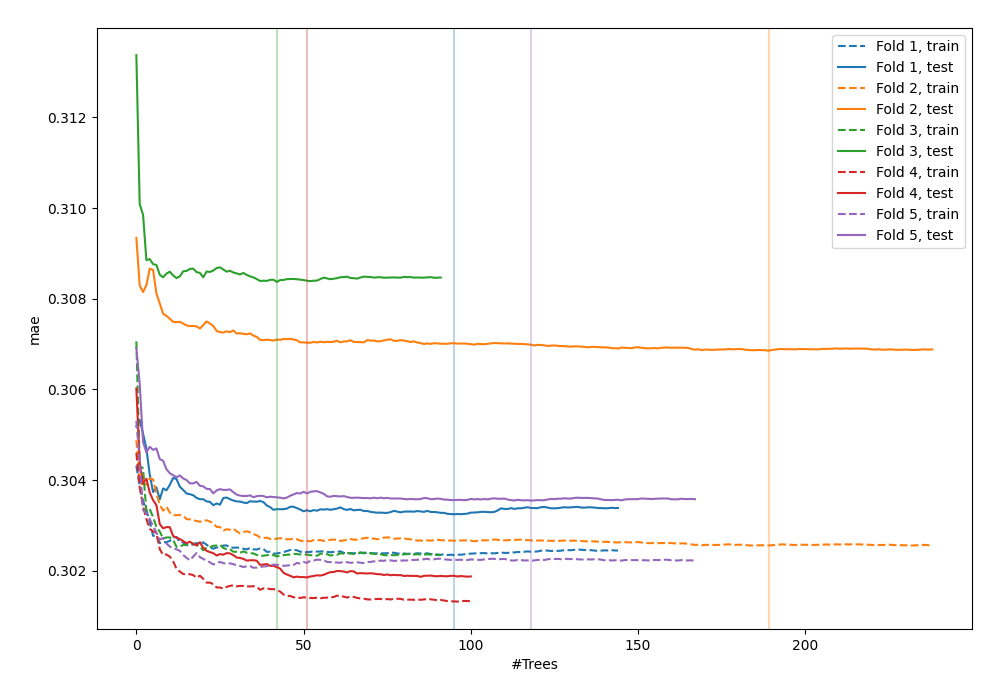 Fold 1, train
Fold 1, test
Fold 2, train
Fold 2, test
Fold 3, train
Fold 3, test
Fold 4, train
Fold 4, test
Fold 5, train
Fold 5, test
0.312
0.310
0.308
0.306
0.304
0.302
mae
0 50 100 150 200
#Trees